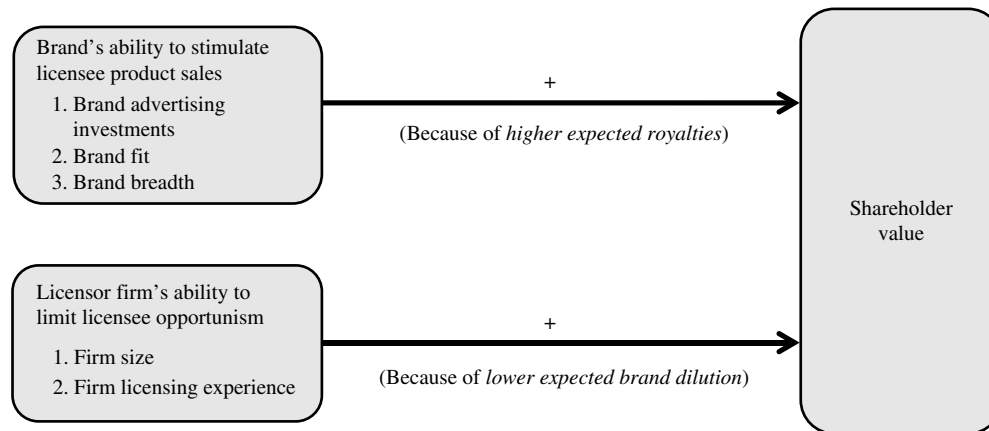 Brand’s ability to stimulate
licensee product sales
1. Brand advertising
investments
2. Brand fit
3. Brand breadth
+
(Because of higher expected royalties)
Shareholder
value
Licensor firm’s ability to
limit licensee opportunism
1. Firm size
2. Firm licensing experience
+
(Because of lower expected brand dilution)